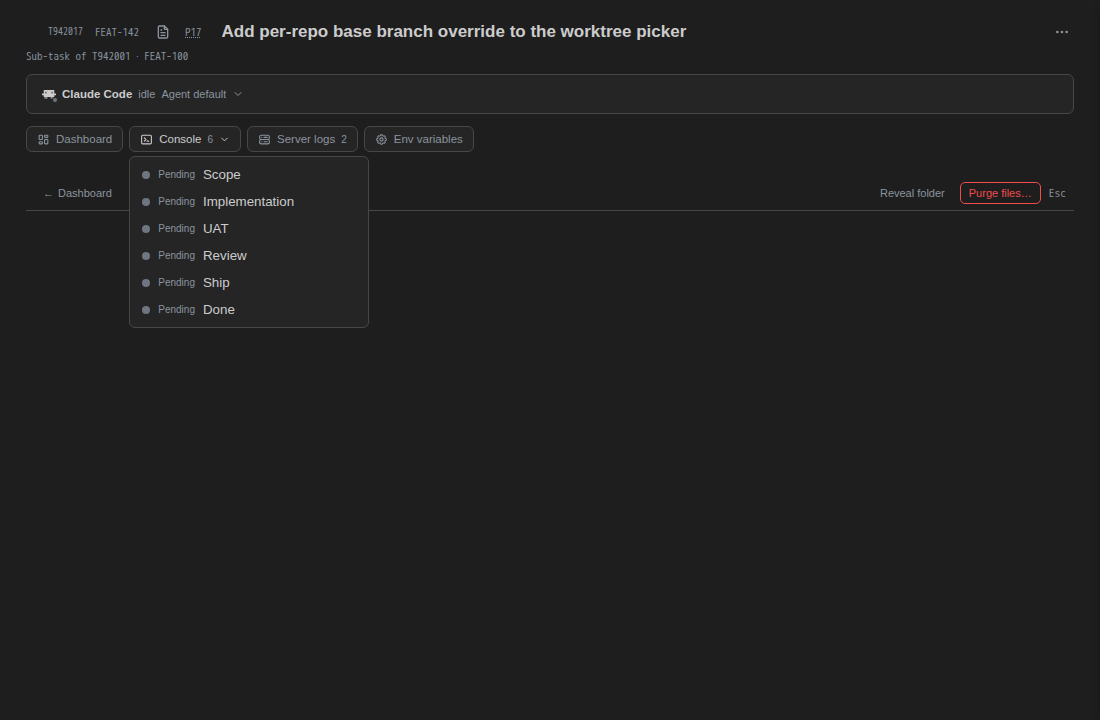 T942017 FEAT-142 P17 Add per-repo base branch override to the worktree picker
Sub-task of T942001 · FEAT-100
Claude Code idle Agent default
Dashboard Console 6 Server logs 2 Env variables
← Dashboard Reveal folder Purge files… Esc
Pending Scope
Pending Implementation
Pending UAT
Pending Review
Pending Ship
Pending Done